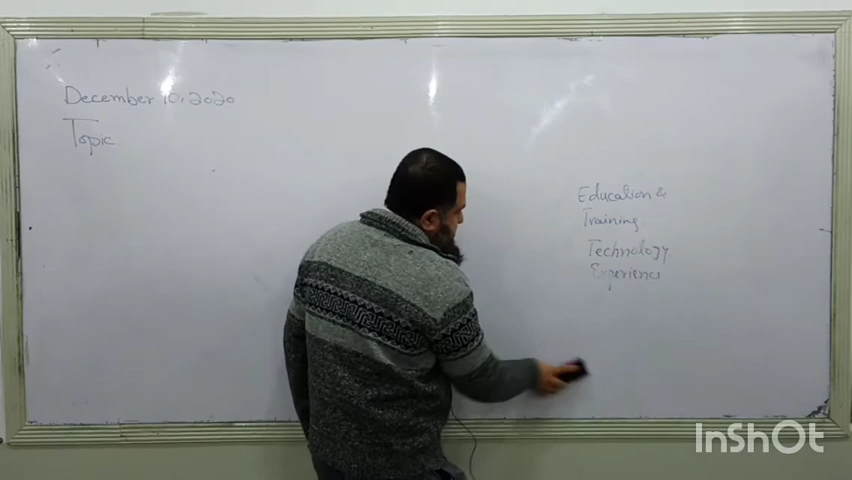 December 10, 2020
Topic
Education &
Training
Technology
Experience
InShOt